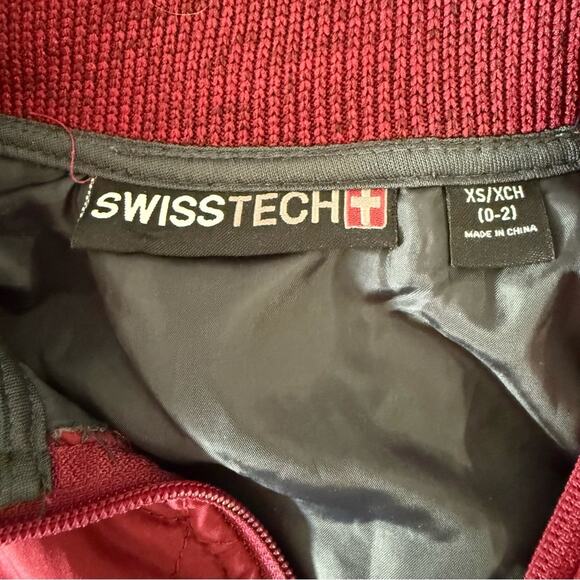 SWISSTECH
XS/XCH
(0-2)
MADE IN CHINA